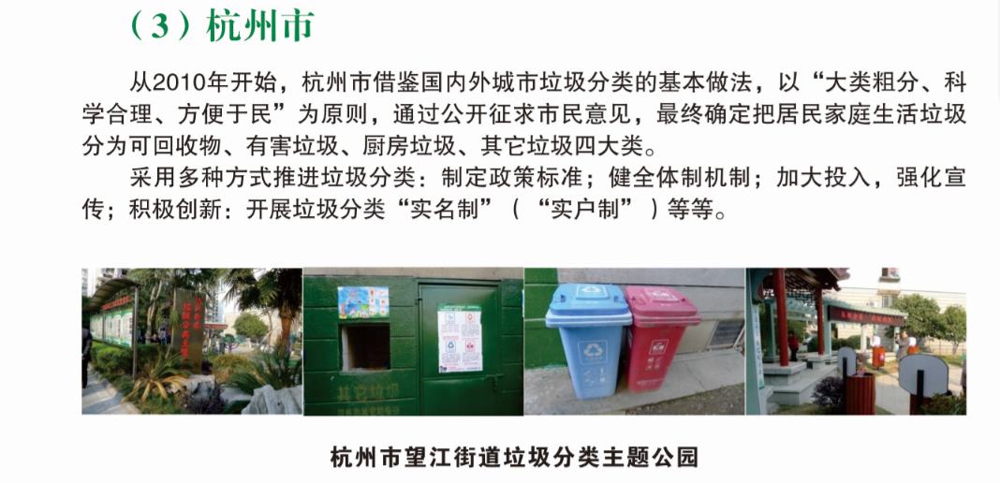 （3）杭州市
从2010年开始，杭州市借鉴国内外城市垃圾分类的基本做法，以“大类粗分、科
学合理、方便于民”为原则，通过公开征求市民意见，最终确定把居民家庭生活垃圾
分为可回收物、有害垃圾、厨房垃圾、其它垃圾四大类。
采用多种方式推进垃圾分类：制定政策标准；健全体制机制；加大投入，强化宣
传；积极创新：开展垃圾分类“实名制”（“实户制”）等等。
其它垃圾
杭州市望江街道垃圾分类主题公园